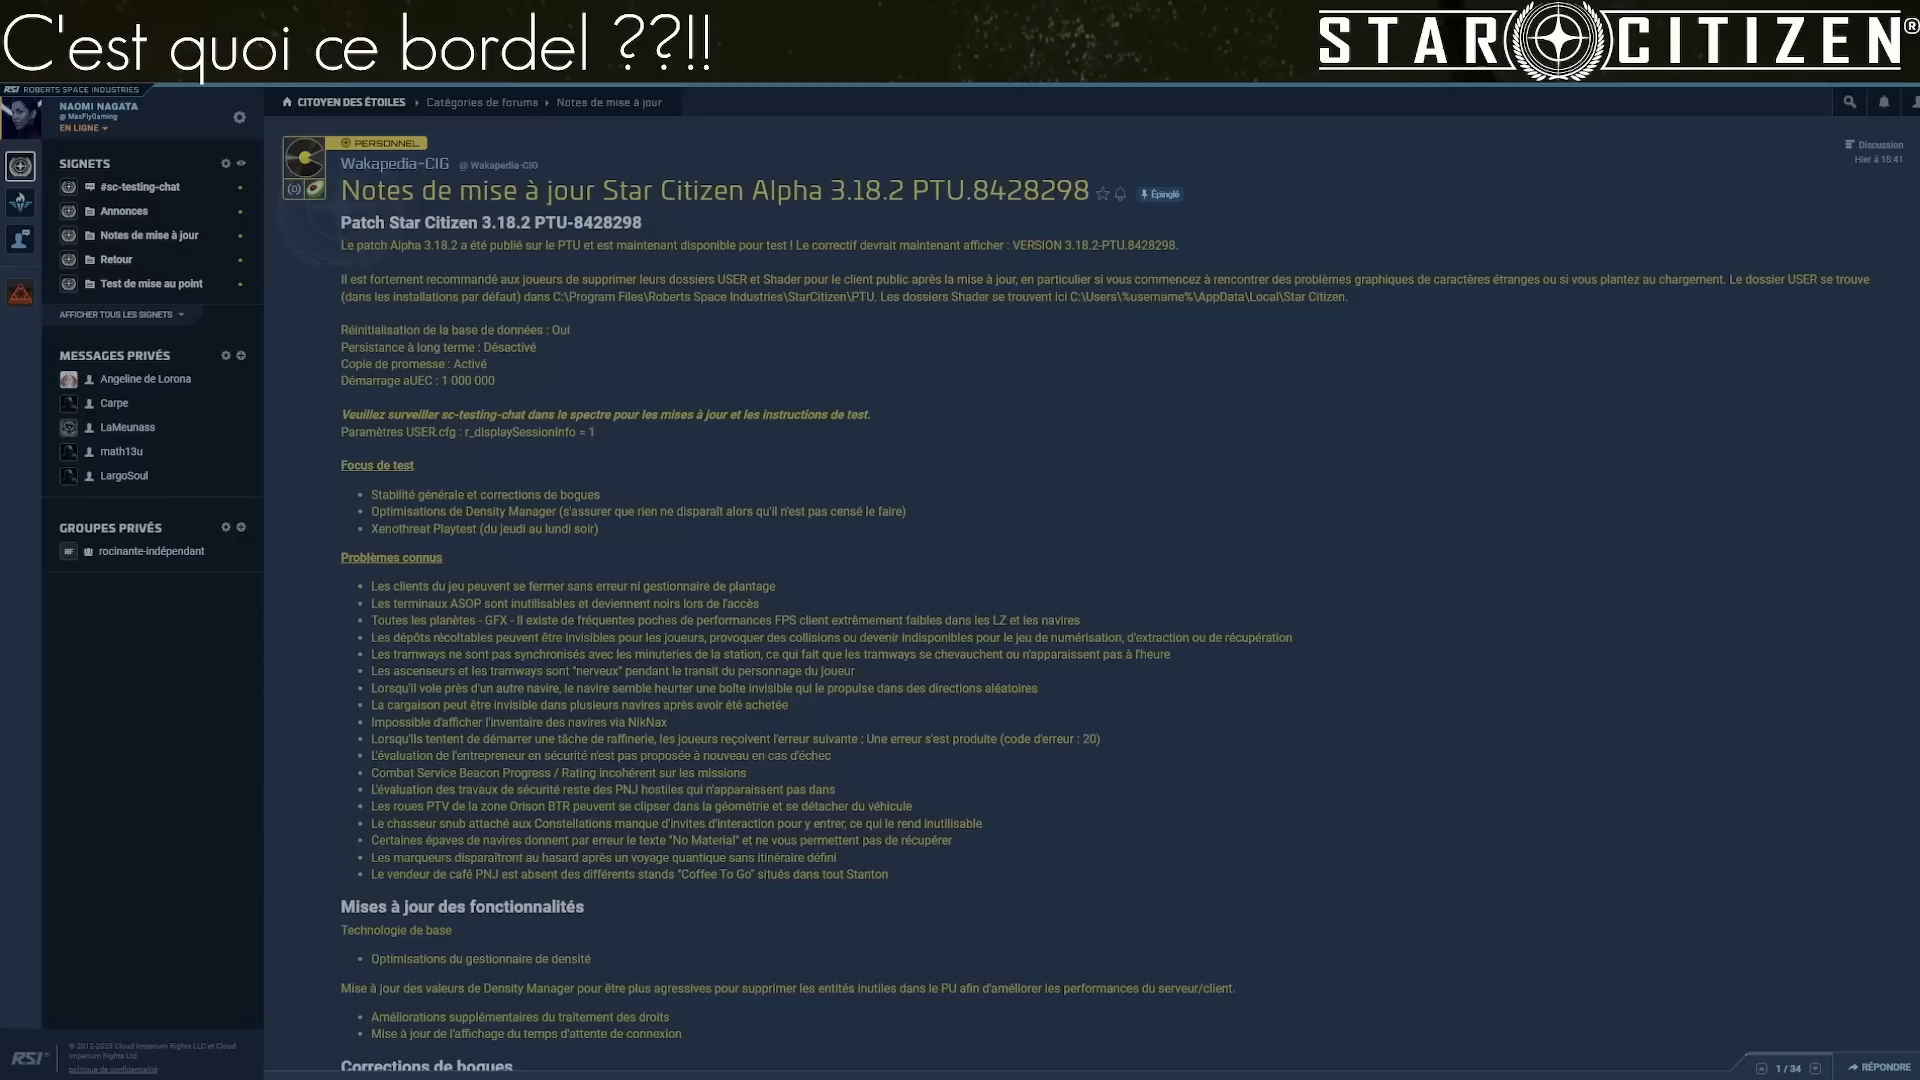 C'est quoi ce bordel ??!!
STAR CITIZEN®
RSI ROBERTS SPACE INDUSTRIES
NAOMI NAGATA
@ MaxFlyGaming
EN LIGNE
SIGNETS
#sc-testing-chat
Annonces
Notes de mise à jour
Retour
Test de mise au point
AFFICHER TOUS LES SIGNETS
MESSAGES PRIVÉS
Angeline de Lorona
Carpe
LaMeunass
math13u
LargoSoul
GROUPES PRIVÉS
RF rocinante-indépendant
RSI
© 2012-2023 Cloud Imperium Rights LLC et Cloud
Imperium Rights Ltd.
politique de confidentialité
CITOYEN DES ÉTOILES Catégories de forums Notes de mise à jour
PERSONNEL
Wakapedia-CIG @ Wakapedia-CIG
Discussion
Hier à 18:41
Notes de mise à jour Star Citizen Alpha 3.18.2 PTU.8428298 Épinglé
Patch Star Citizen 3.18.2 PTU-8428298
Le patch Alpha 3.18.2 a été publié sur le PTU et est maintenant disponible pour test ! Le correctif devrait maintenant afficher : VERSION 3.18.2-PTU.8428298.
Il est fortement recommandé aux joueurs de supprimer leurs dossiers USER et Shader pour le client public après la mise à jour, en particulier si vous commencez à rencontrer des problèmes graphiques de caractères étranges ou si vous plantez au chargement. Le dossier USER se trouve
(dans les installations par défaut) dans C:\Program Files\Roberts Space Industries\StarCitizen\PTU. Les dossiers Shader se trouvent ici C:\Users\%username%\AppData\Local\Star Citizen.
Réinitialisation de la base de données : Oui
Persistance à long terme : Désactivé
Copie de promesse : Activé
Démarrage aUEC : 1 000 000
Veuillez surveiller sc-testing-chat dans le spectre pour les mises à jour et les instructions de test.
Paramètres USER.cfg : r_displaySessionInfo = 1
Focus de test
• Stabilité générale et corrections de bogues
• Optimisations de Density Manager (s'assurer que rien ne disparaît alors qu'il n'est pas censé le faire)
• Xenothreat Playtest (du jeudi au lundi soir)
Problèmes connus
• Les clients du jeu peuvent se fermer sans erreur ni gestionnaire de plantage
• Les terminaux ASOP sont inutilisables et deviennent noirs lors de l'accès
• Toutes les planètes - GFX - Il existe de fréquentes poches de performances FPS client extrêmement faibles dans les LZ et les navires
• Les dépôts récoltables peuvent être invisibles pour les joueurs, provoquer des collisions ou devenir indisponibles pour le jeu de numérisation, d'extraction ou de récupération
• Les tramways ne sont pas synchronisés avec les minuteries de la station, ce qui fait que les tramways se chevauchent ou n'apparaissent pas à l'heure
• Les ascenseurs et les tramways sont "nerveux" pendant le transit du personnage du joueur
• Lorsqu'il vole près d'un autre navire, le navire semble heurter une boîte invisible qui le propulse dans des directions aléatoires
• La cargaison peut être invisible dans plusieurs navires après avoir été achetée
• Impossible d'afficher l'inventaire des navires via NikNax
• Lorsqu'ils tentent de démarrer une tâche de raffinerie, les joueurs reçoivent l'erreur suivante ; Une erreur s'est produite (code d'erreur : 20)
• L'évaluation de l'entrepreneur en sécurité n'est pas proposée à nouveau en cas d'échec
• Combat Service Beacon Progress / Rating incohérent sur les missions
• L'évaluation des travaux de sécurité reste des PNJ hostiles qui n'apparaissent pas dans
• Les roues PTV de la zone Orison BTR peuvent se clipser dans la géométrie et se détacher du véhicule
• Le chasseur snub attaché aux Constellations manque d'invites d'interaction pour y entrer, ce qui le rend inutilisable
• Certaines épaves de navires donnent par erreur le texte "No Material" et ne vous permettent pas de récupérer
• Les marqueurs disparaîtront au hasard après un voyage quantique sans itinéraire défini
• Le vendeur de café PNJ est absent des différents stands "Coffee To Go" situés dans tout Stanton
Mises à jour des fonctionnalités
Technologie de base
• Optimisations du gestionnaire de densité
Mise à jour des valeurs de Density Manager pour être plus agressives pour supprimer les entités inutiles dans le PU afin d'améliorer les performances du serveur/client.
• Améliorations supplémentaires du traitement des droits
• Mise à jour de l'affichage du temps d'attente de connexion
Corrections de bogues
1 / 34
RÉPONDRE